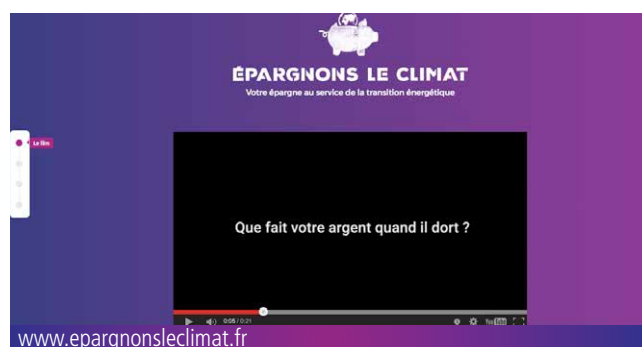 ÉPARGNONS LE CLIMAT
Votre épargne au service de la transition énergétique
Le film
Que fait votre argent quand il dort ?
0:05 / 0:21
YouTube
www.epargnonsleclimat.fr